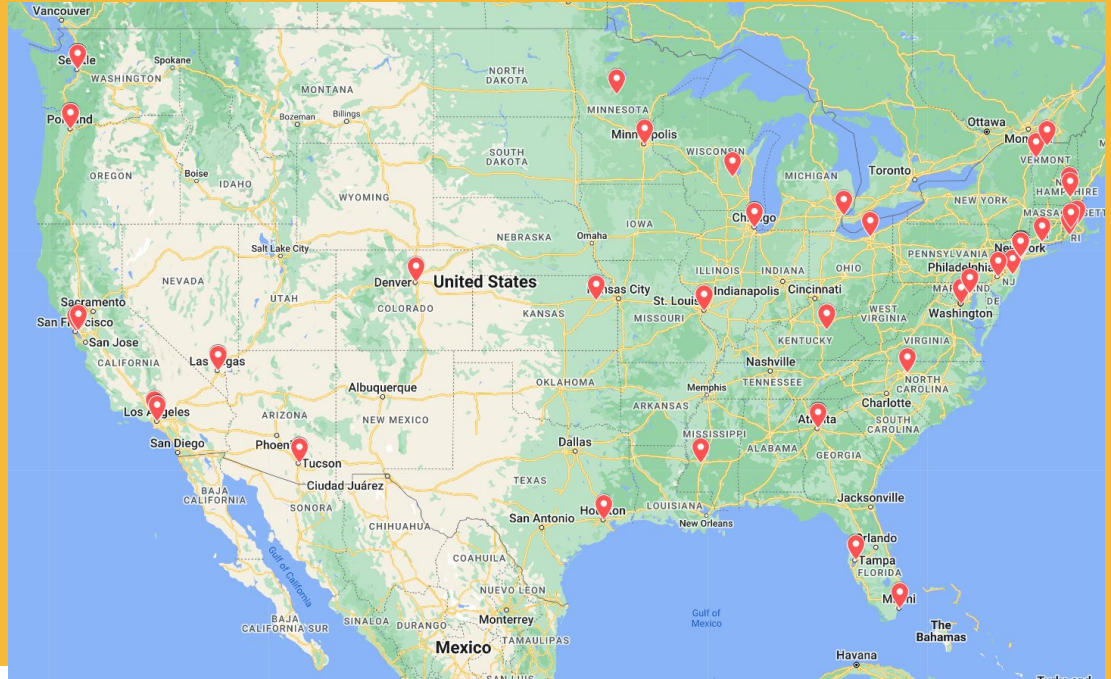 Vancouver
Seattle
Spokane
WASHINGTON
NORTH
DAKOTA
MONTANA
MINNESOTA
Portland
Bozeman
Billings
Minneapolis
Ottawa
VERMONT
SOUTH
DAKOTA
WISCONSIN
MICHIGAN
Toronto
OREGON
Boise
IDAHO
WYOMING
NEW YORK
HAMPSHIRE
MASSACHUSETT
RI
Chicago
IOWA
NEBRASKA
Omaha
Salt Lake City
New York
PENNSYLVANIA
Philadelphia
NJ
NEVADA
UTAH
Denver
United States
ILLINOIS
INDIANA
OHIO
COLORADO
Kansas City
Indianapolis
Cincinnati
MARYLAND
DE
Sacramento
San Francisco
San Jose
KANSAS
MISSOURI
St. Louis
WEST
VIRGINIA
Washington
CALIFORNIA
Las Vegas
KENTUCKY
VIRGINIA
Nashville
TENNESSEE
NORTH
CAROLINA
Albuquerque
OKLAHOMA
Memphis
Charlotte
Los Angeles
ARIZONA
NEW MEXICO
ARKANSAS
Atlanta
SOUTH
CAROLINA
San Diego
Phoenix
Tucson
Dallas
MISSISSIPPI
ALABAMA
GEORGIA
Ciudad Juárez
TEXAS
BAJA
CALIFORNIA
SONORA
Jacksonville
San Antonio
Houston
LOUISIANA
New Orleans
CHIHUAHUA
Orlando
Tampa
FLORIDA
COAHUILA
Gulf of California
NUEVO LEON
Miami
BAJA
CALIFORNIA SUR
SINALOA
DURANGO
Monterrey
TAMAULIPAS
Gulf of
Mexico
The
Bahamas
Mexico
Havana